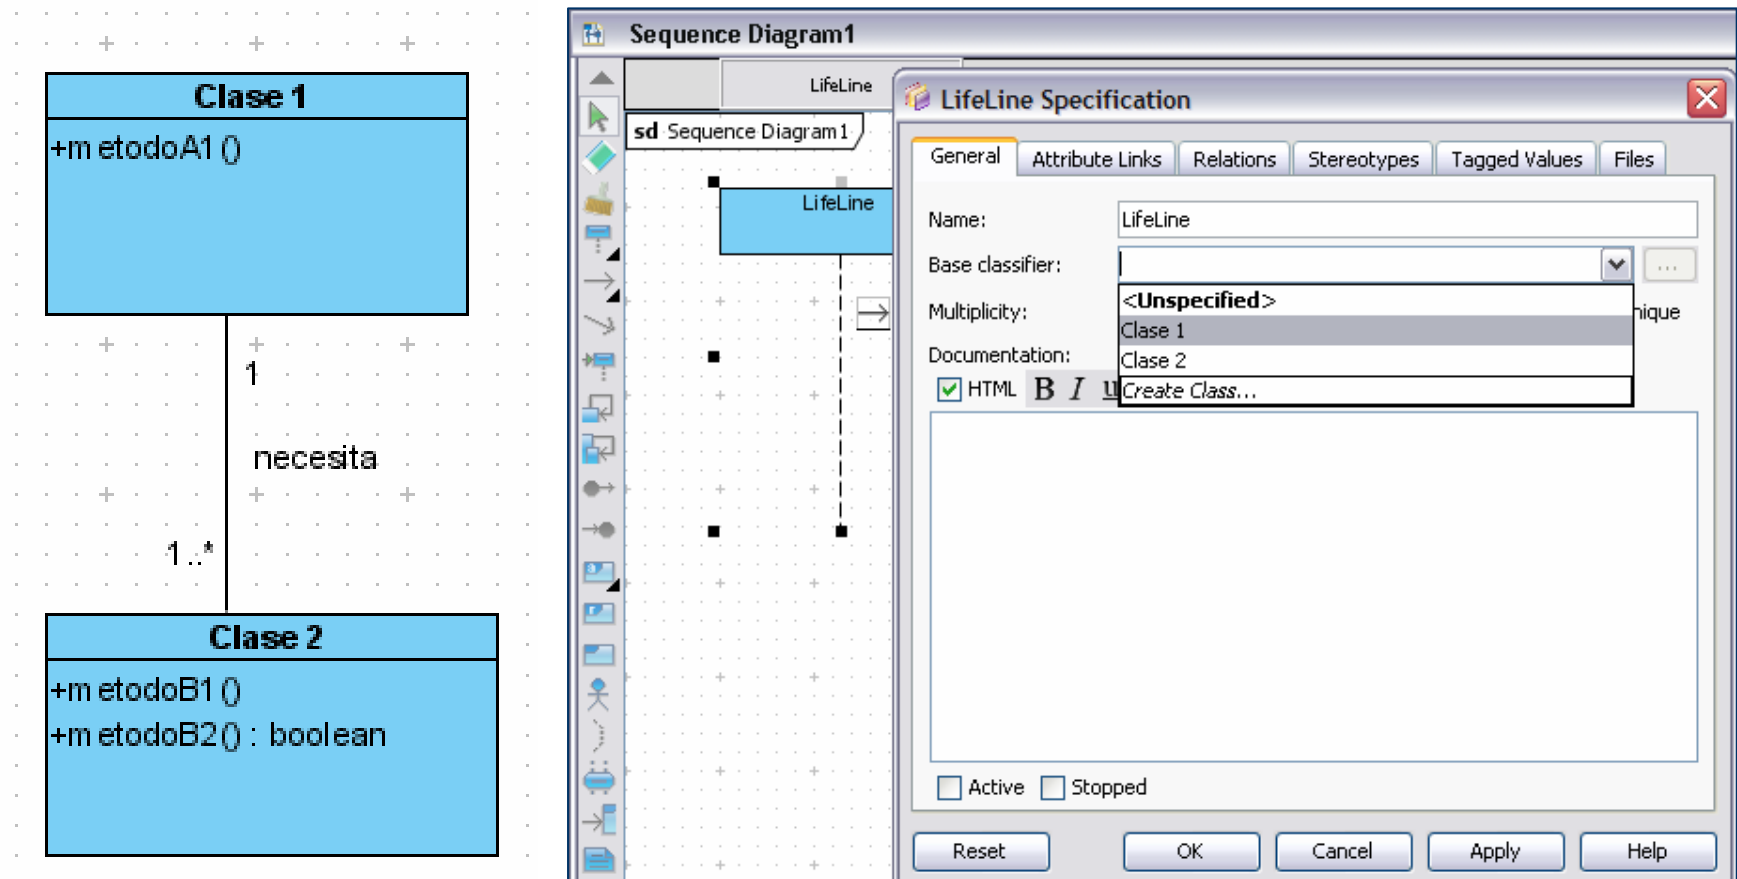 Clase 1
+metodoA1()
1
necesita
1..*
Clase 2
+metodoB1()
+metodoB2() : boolean
Sequence Diagram1
LifeLine
sd Sequence Diagram1
LifeLine
LifeLine Specification
General Attribute Links Relations Stereotypes Tagged Values Files
Name: LifeLine
Base classifier:
<Unspecified>
Multiplicity:
Clase 1
Clase 2
Documentation:
HTML B I u
Create Class...
Active Stopped
Reset OK Cancel Apply Help